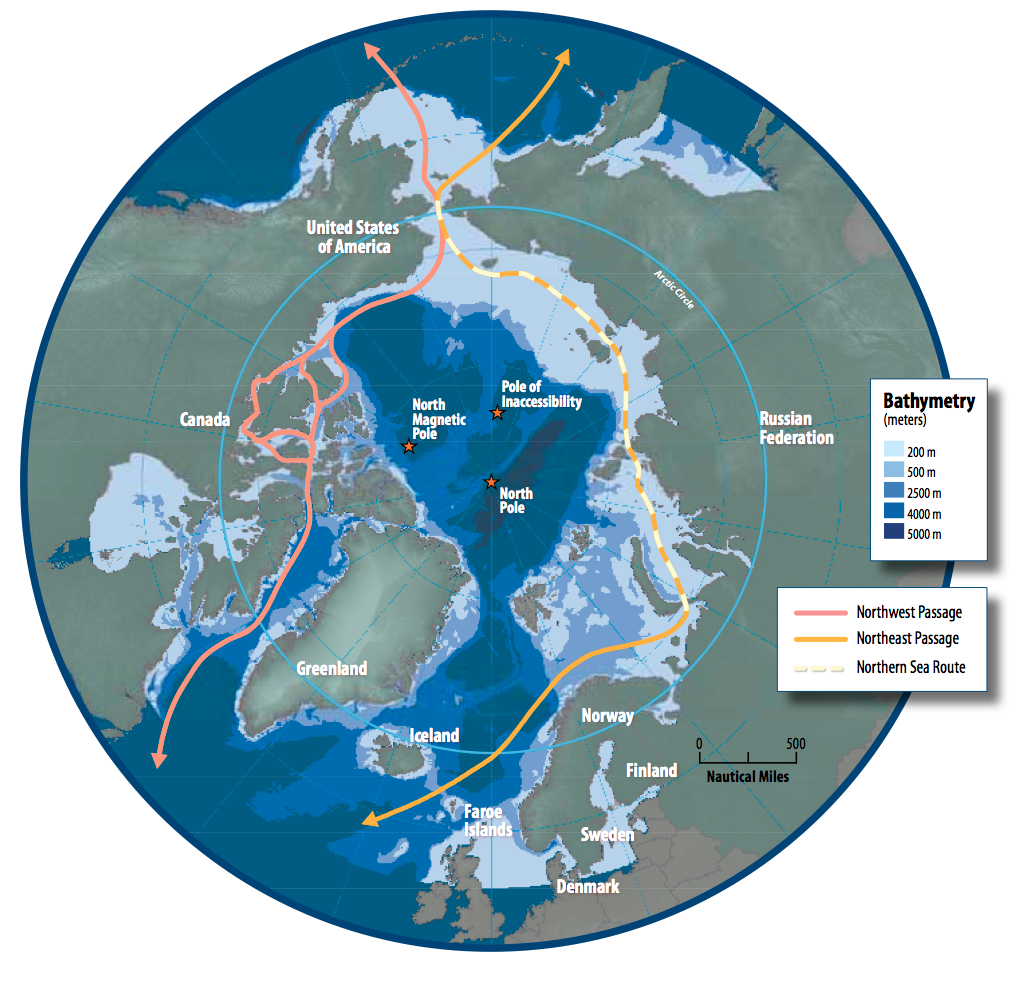 United States
of America
Arctic Circle
Pole of
Inaccessibility
North
Magnetic
Pole
Canada
Russian
Federation
North
Pole
Bathymetry
(meters)
200 m
500 m
2500 m
4000 m
5000 m
Northwest Passage
Northeast Passage
Northern Sea Route
Greenland
Norway
Iceland
0 500
Nautical Miles
Finland
Faroe
Islands
Sweden
Denmark